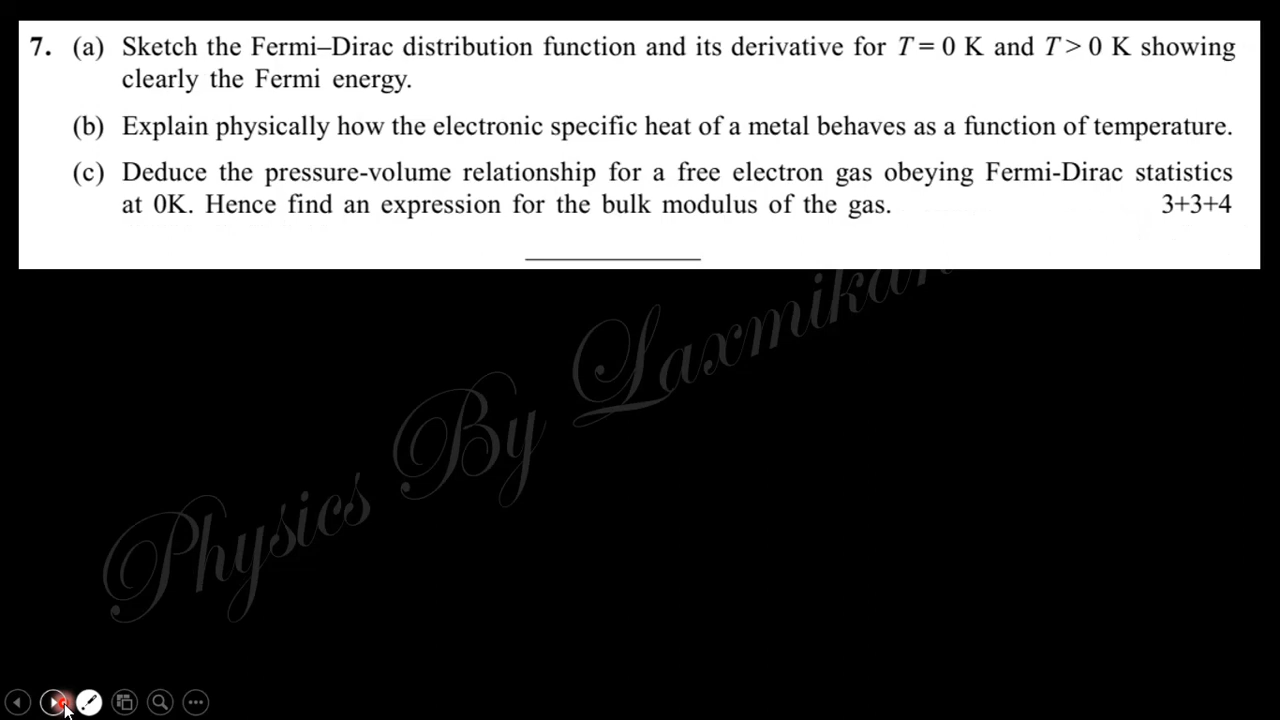 7. (a) Sketch the Fermi–Dirac distribution function and its derivative for T = 0 K and T > 0 K showing
clearly the Fermi energy.
(b) Explain physically how the electronic specific heat of a metal behaves as a function of temperature.
(c) Deduce the pressure-volume relationship for a free electron gas obeying Fermi-Dirac statistics
at 0K. Hence find an expression for the bulk modulus of the gas. 3+3+4
Physics By